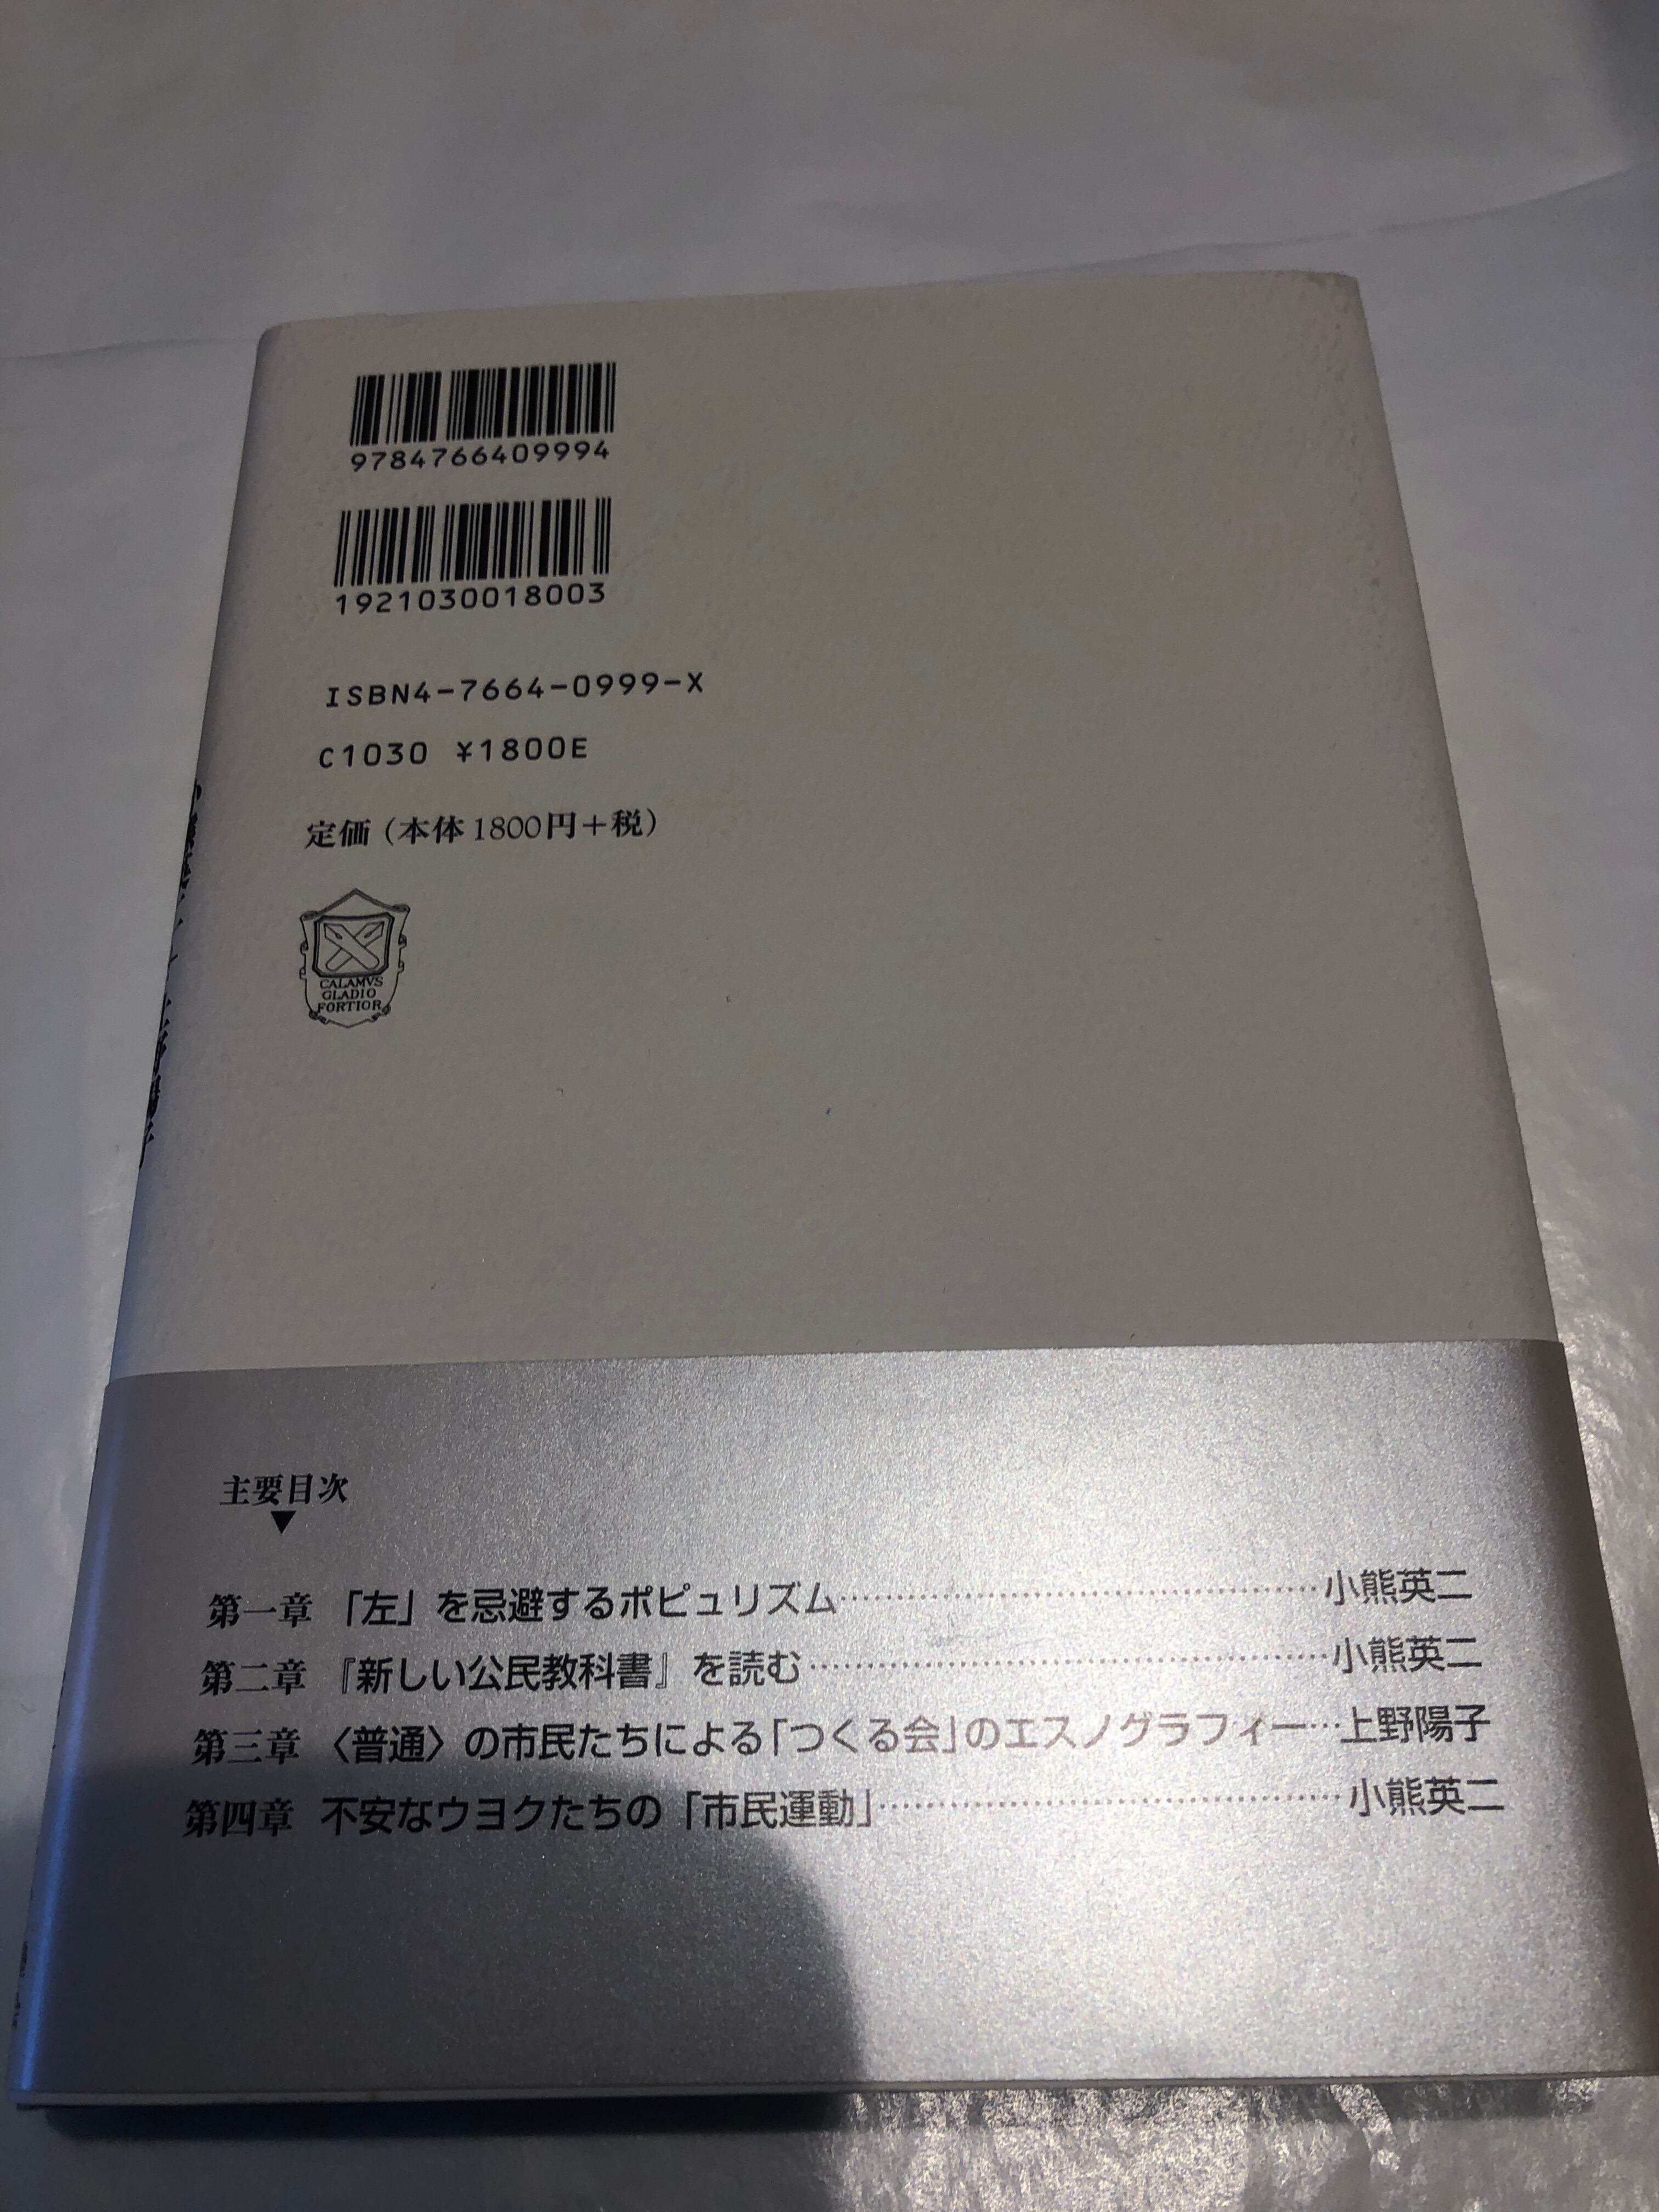 9784766409994
1921030018003
ISBN4-7664-0999-X
C1030 ¥1800E
定価（本体1800円＋税）
CALAMVS
GLADIO
FORTIOR
主要目次
▼
第一章 「左」を忌避するポピュリズム……………………………小熊英二
第二章 『新しい公民教科書』を読む……………………………小熊英二
第三章 〈普通〉の市民たちによる「つくる会」のエスノグラフィー…上野陽子
第四章 不安なウヨクたちの「市民運動」…………………………小熊英二